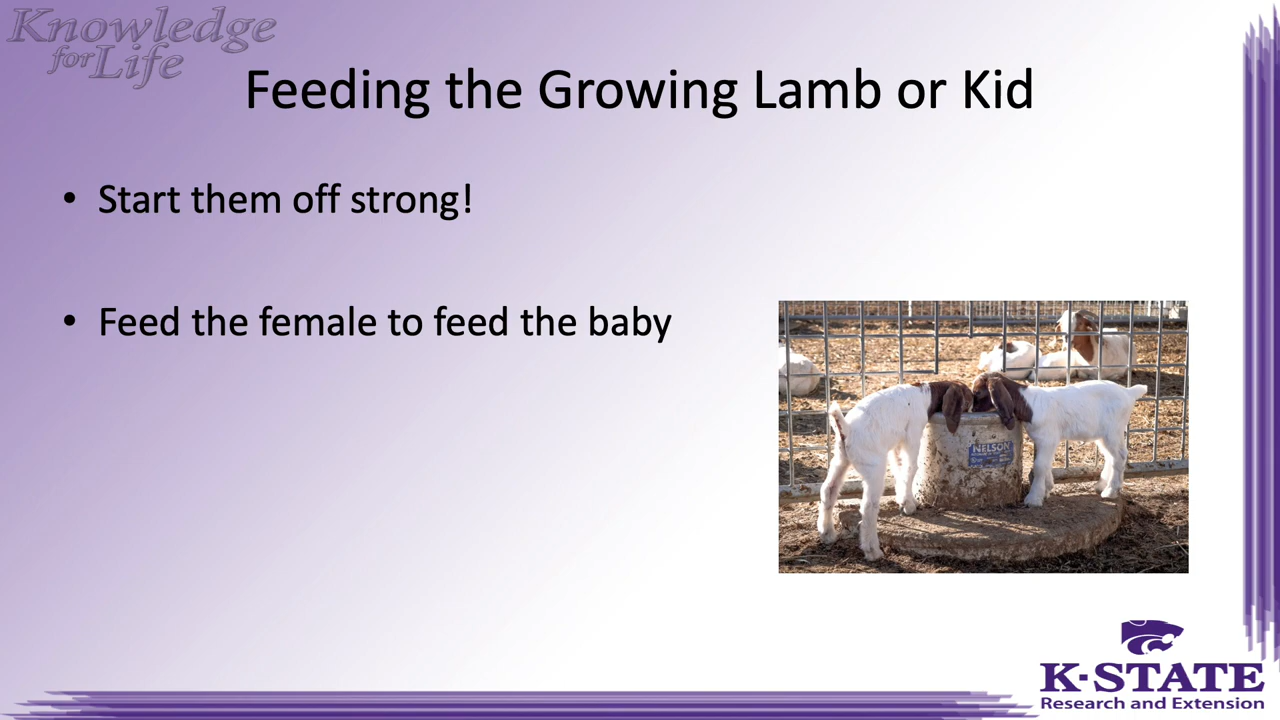 Knowledge
for Life
Feeding the Growing Lamb or Kid
• Start them off strong!
• Feed the female to feed the baby
NELSON
K-STATE
Research and Extension